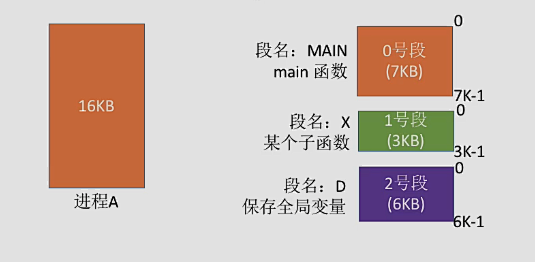 16KB
进程A
段名：MAIN
main 函数
0号段
(7KB)
0
7K-1
段名：X
某个子函数
1号段
(3KB)
0
3K-1
段名：D
保存全局变量
2号段
(6KB)
0
6K-1